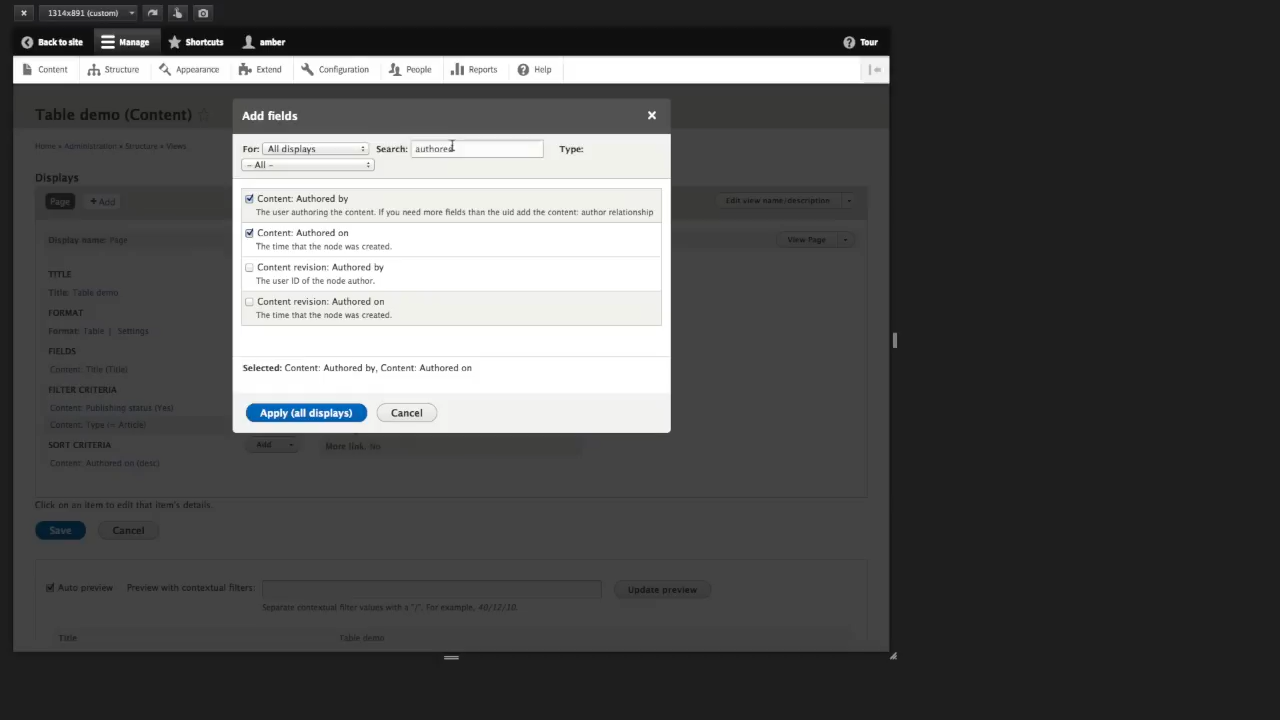 1314x891 (custom)
Back to site Manage Shortcuts amber Tour
Content Structure Appearance Extend Configuration People Reports Help
Table demo (Content)
Home » Administration » Structure » Views
Displays
Page + Add
Edit view name/description
Display name: Page
View Page
TITLE
Title: Table demo
FORMAT
Format: Table | Settings
FIELDS
Content: Title (Title)
FILTER CRITERIA
Content: Publishing status (Yes)
Content: Type (= Article)
SORT CRITERIA
Add
Content: Authored on (desc)
More link: No
Add fields
For: All displays Search: authored Type:
- All -
Content: Authored by
The user authoring the content. If you need more fields than the uid add the content: author relationship
Content: Authored on
The time that the node was created.
Content revision: Authored by
The user ID of the node author.
Content revision: Authored on
The time that the node was created.
Selected: Content: Authored by, Content: Authored on
Apply (all displays) Cancel
Click on an item to edit that item's details.
Save Cancel
Auto preview Preview with contextual filters: Update preview
Separate contextual filter values with a "/". For example, 40/12/10.
Title Table demo